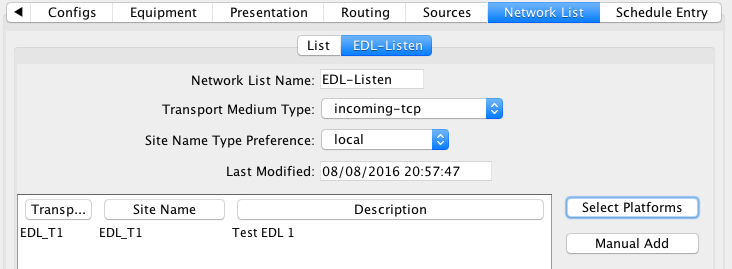 ◀ Configs Equipment Presentation Routing Sources Network List Schedule Entry
List EDL-Listen
Network List Name: EDL-Listen
Transport Medium Type: incoming-tcp
Site Name Type Preference: local
Last Modified: 08/08/2016 20:57:47
Transp... Site Name Description Select Platforms
EDL_T1 EDL_T1 Test EDL 1
Manual Add